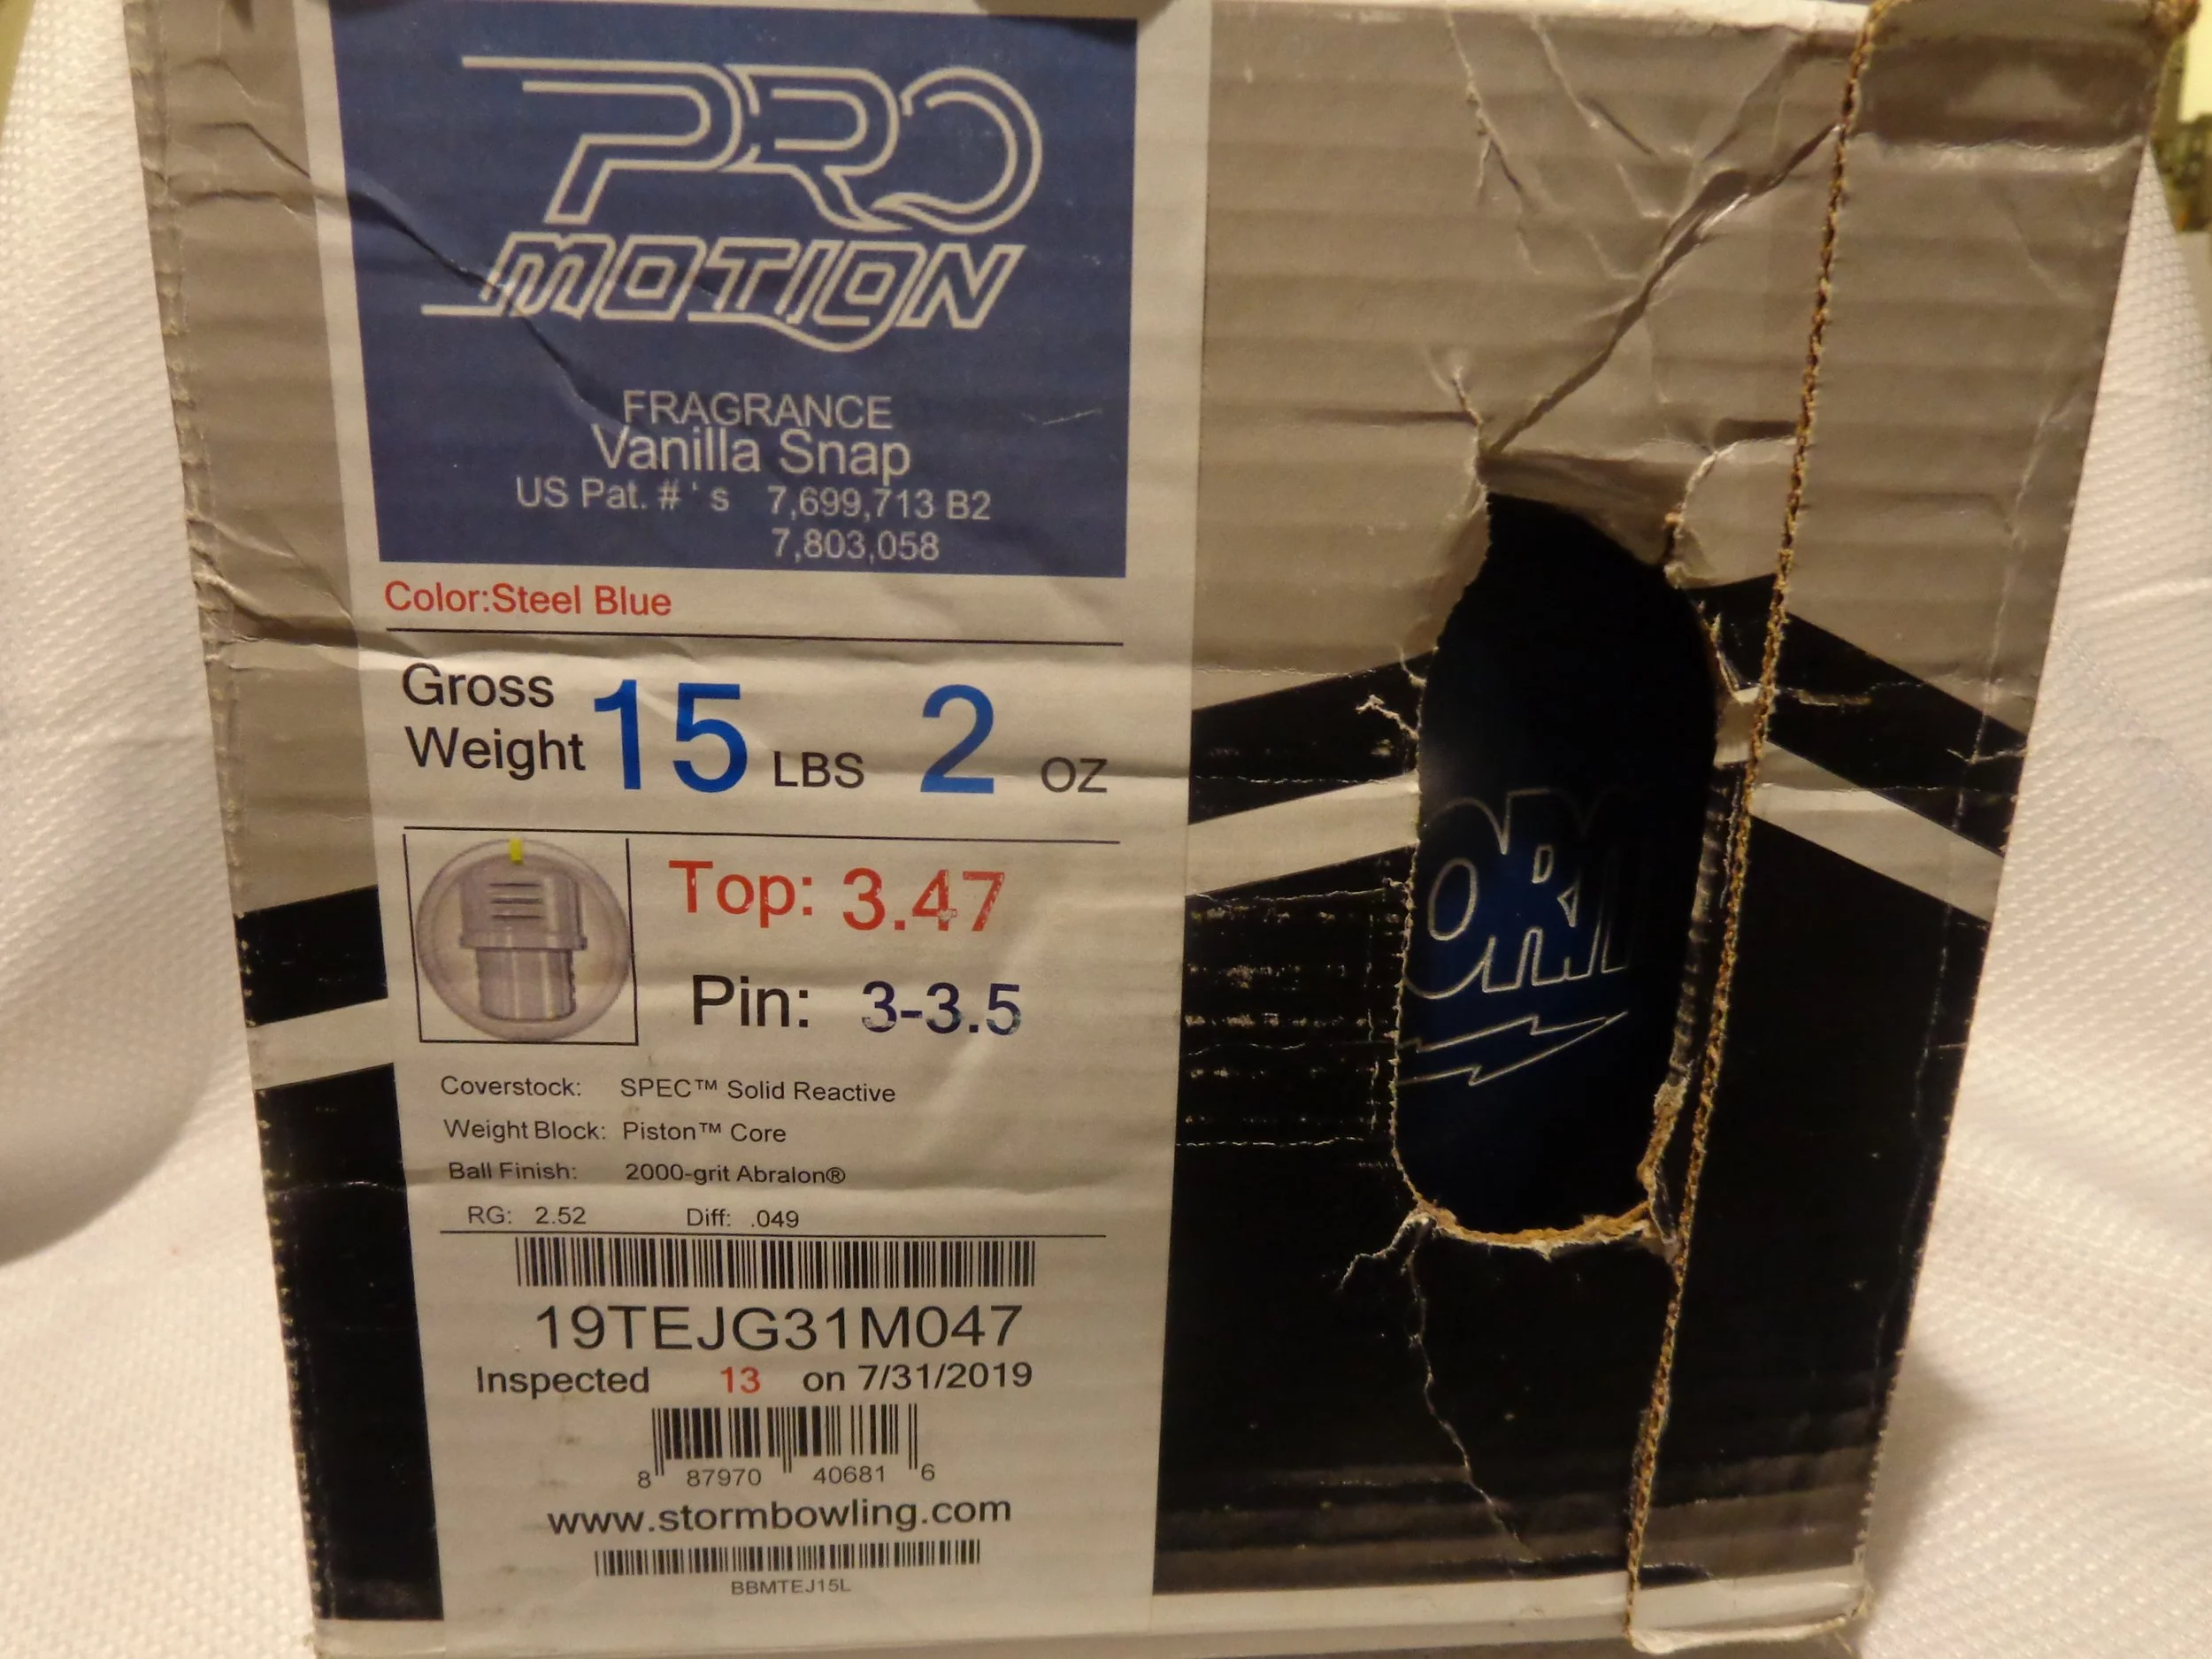 PRO
MOTION
FRAGRANCE
Vanilla Snap
US Pat. # ' s 7,699,713 B2
7,803,058
Color:Steel Blue
Gross Weight 15 LBS 2 OZ
Top: 3.47
Pin: 3-3.5
Coverstock: SPEC™ Solid Reactive
Weight Block: Piston™ Core
Ball Finish: 2000-grit Abralon®
RG: 2.52 Diff: .049
19TEJG31M047
Inspected 13 on 7/31/2019
8 87970 40681 6
www.stormbowling.com
BBMTEJ15L
ORM